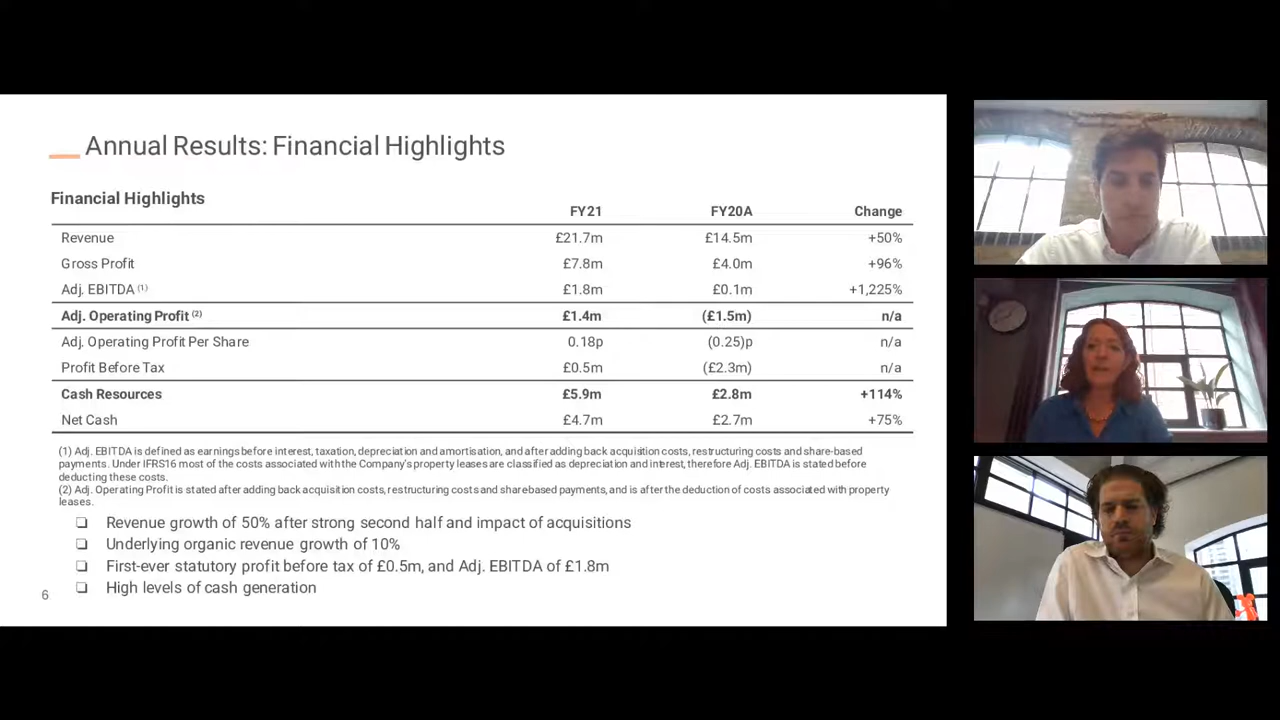 Annual Results: Financial Highlights
Financial Highlights
FY21 FY20A Change
Revenue £21.7m £14.5m +50%
Gross Profit £7.8m £4.0m +96%
Adj. EBITDA (1) £1.8m £0.1m +1,225%
Adj. Operating Profit (2) £1.4m (£1.5m) n/a
Adj. Operating Profit Per Share 0.18p (0.25)p n/a
Profit Before Tax £0.5m (£2.3m) n/a
Cash Resources £5.9m £2.8m +114%
Net Cash £4.7m £2.7m +75%
(1) Adj. EBITDA is defined as earnings before interest, taxation, depreciation and amortisation, and after adding back acquisition costs, restructuring costs and share-based
payments. Under IFRS16 most of the costs associated with the Company's property leases are classified as depreciation and interest, therefore Adj. EBITDA is stated before
deducting these costs.
(2) Adj. Operating Profit is stated after adding back acquisition costs, restructuring costs and sharebased payments, and is after the deduction of costs associated with property
leases.
❏ Revenue growth of 50% after strong second half and impact of acquisitions
❏ Underlying organic revenue growth of 10%
❏ First-ever statutory profit before tax of £0.5m, and Adj. EBITDA of £1.8m
❏ High levels of cash generation
6